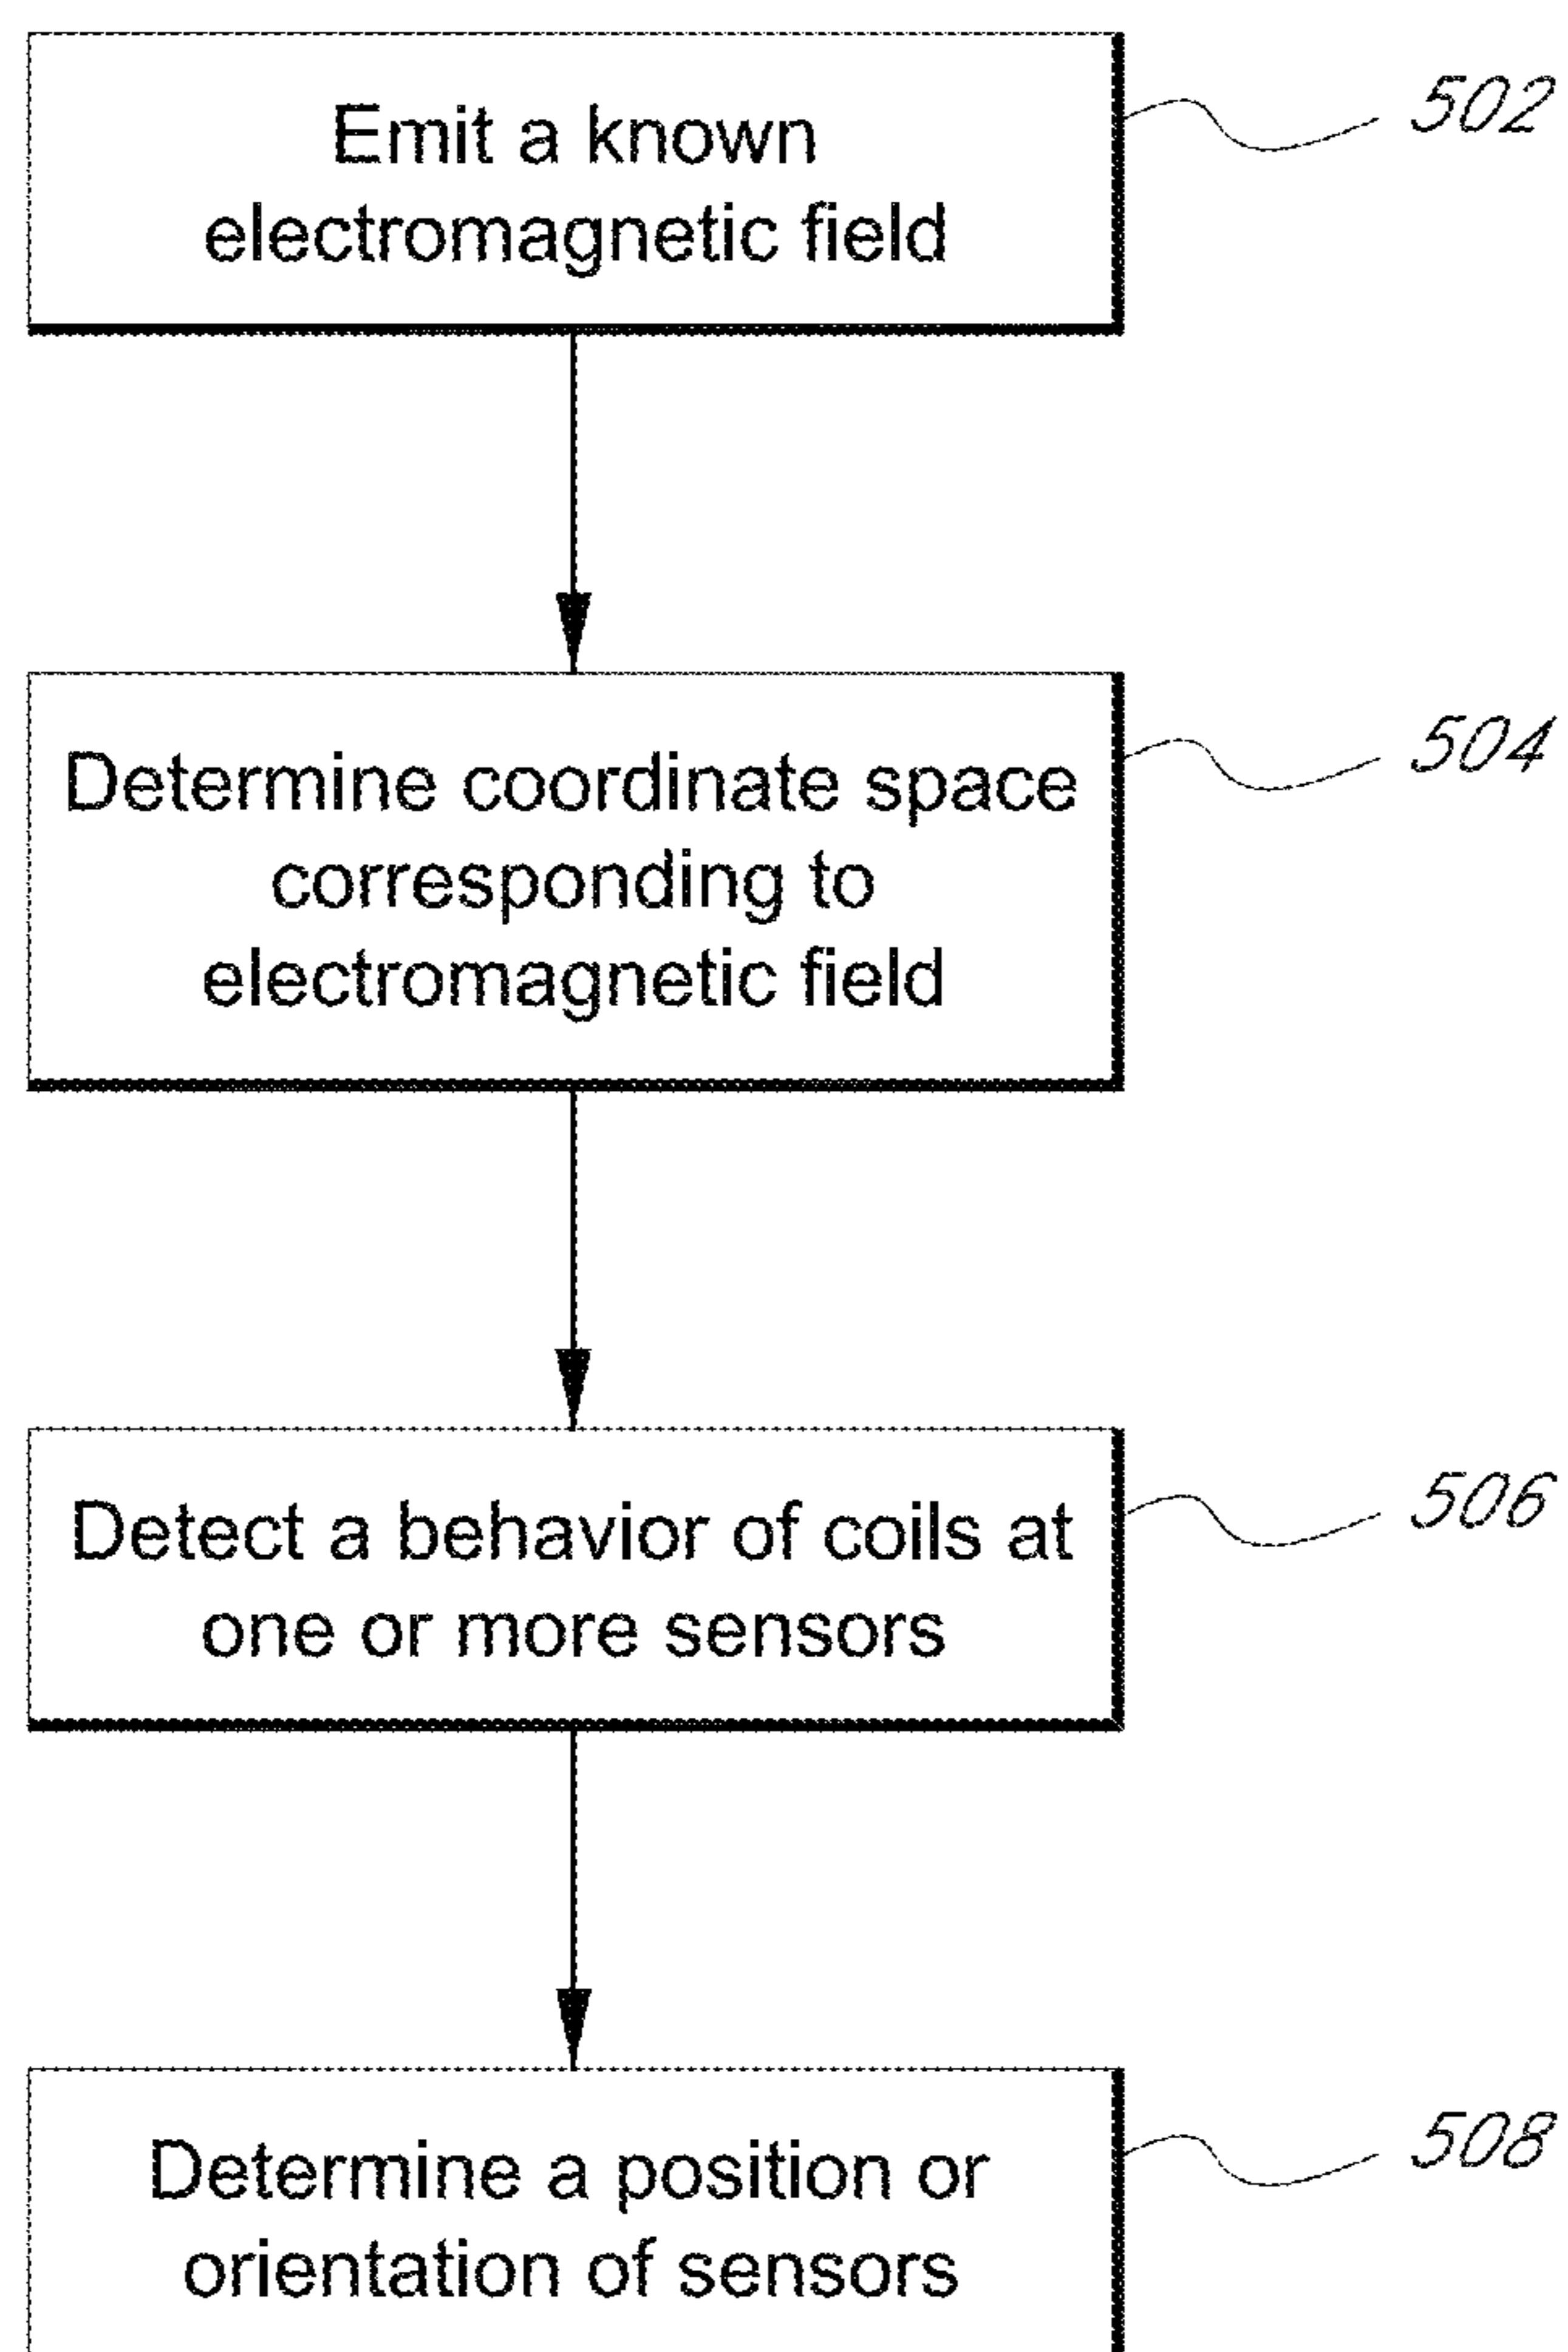 Emit a known
electromagnetic field
502
Determine coordinate space
corresponding to
electromagnetic field
504
Detect a behavior of coils at
one or more sensors
506
Determine a position or
orientation of sensors
508